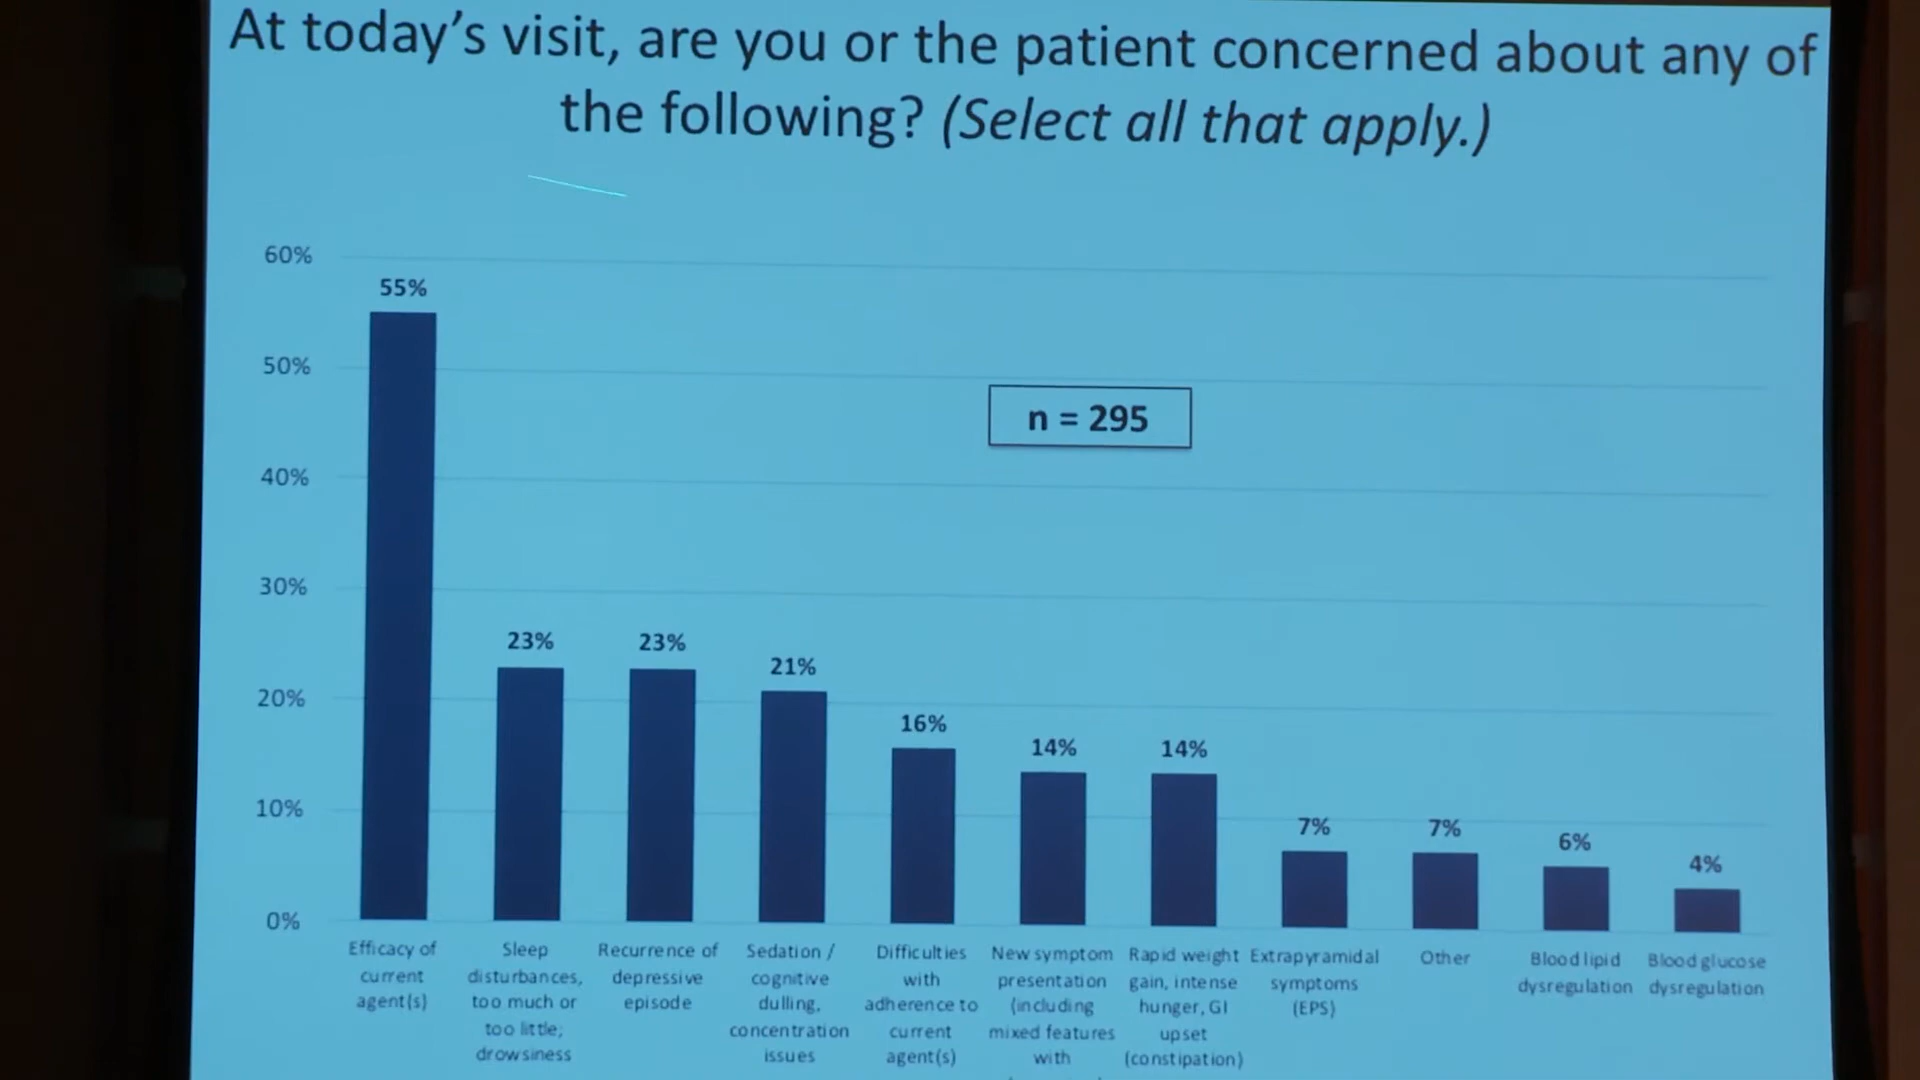 At today's visit, are you or the patient concerned about any of
the following? (Select all that apply.)
60%
50%
40%
30%
20%
10%
0%
n = 295
55%
23%
23%
21%
16%
14%
14%
7%
7%
6%
4%
Efficacy of
current
agent(s)
Sleep
disturbances,
too much or
too little;
drowsiness
Recurrence of
depressive
episode
Sedation /
cognitive
dulling,
concentration
issues
Difficulties
with
adherence to
current
agent(s)
New symptom
presentation
(including
mixed features
with
Rapid weight
gain, intense
hunger, GI
upset
(constipation)
Extrapyramidal
symptoms
(EPS)
Other
Blood lipid
dysregulation
Blood glucose
dysregulation